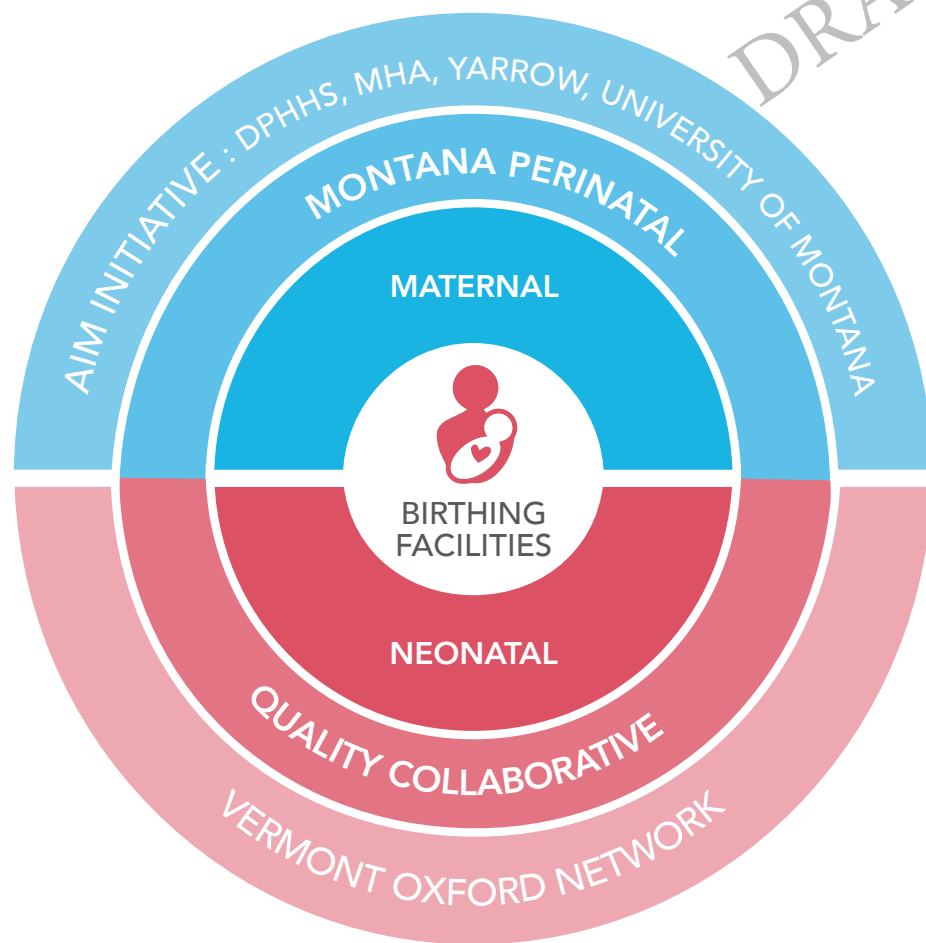 AIM INITIATIVE : DPHHS, MHA, YARROW, UNIVERSITY OF MONTANA
MONTANA PERINATAL
MATERNAL
BIRTHING
FACILITIES
NEONATAL
QUALITY COLLABORATIVE
VERMONT OXFORD NETWORK